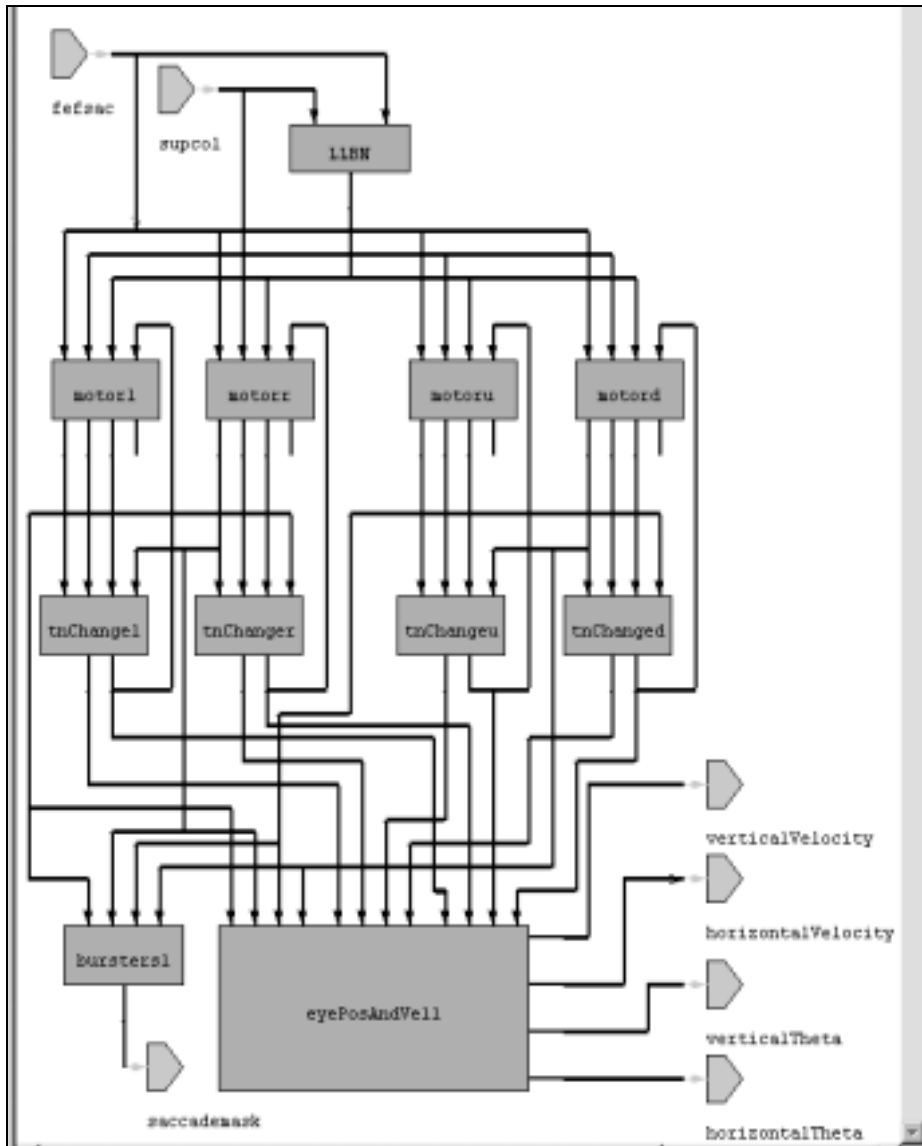 fefsac
supcol
LLBN
motorl
motorr
motoru
motord
tnChangel
tnChanger
tnChangeu
tnChanged
verticalVelocity
horizontalVelocity
burstersl
eyePosAndVell
verticalTheta
saccademask
horizontalTheta